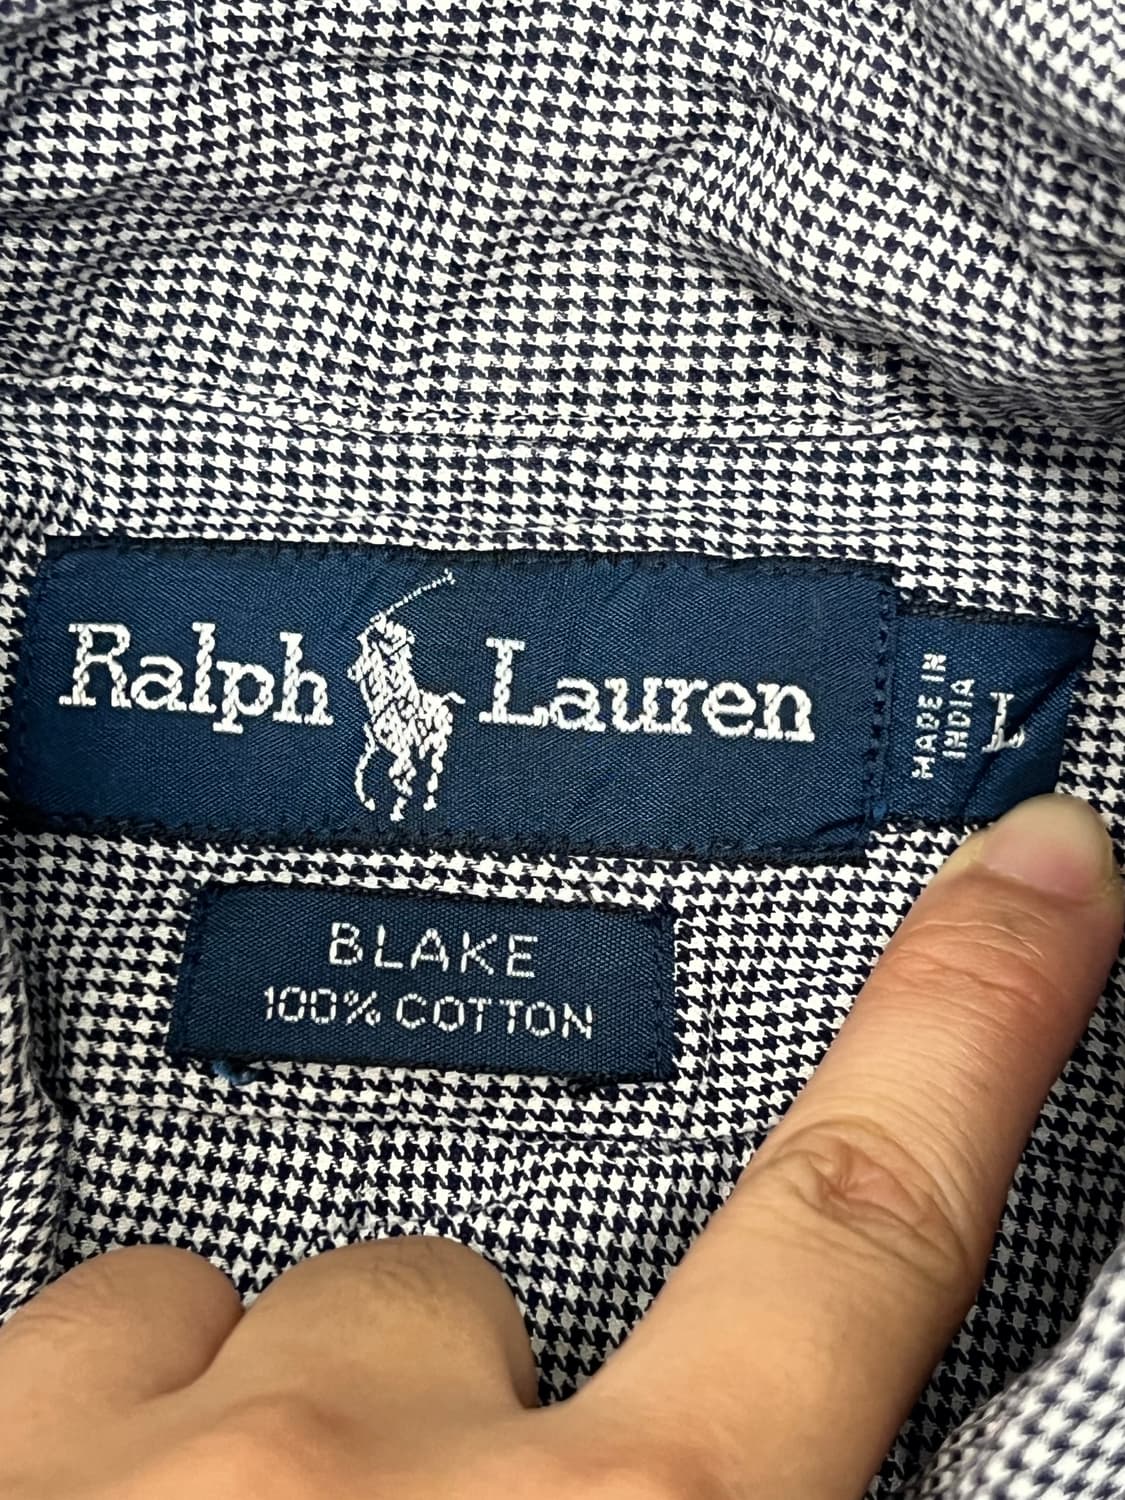 Ralph Lauren
MADE IN
INDIA
L
BLAKE
100% COTTON